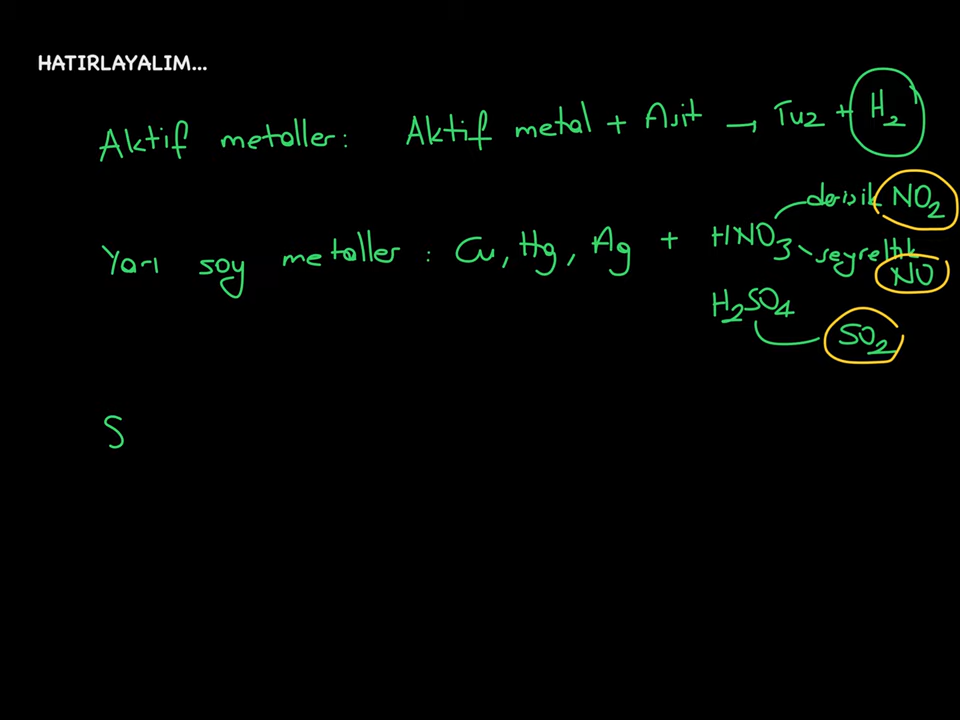 HATIRLAYALIM...
Aktif metaller: Aktif metal + Asit → Tuz + H₂
derişik NO₂
Yarı soy metaller : Cu, Hg, Ag + HNO₃
seyreltik
NO
H₂SO₄
SO₂
S